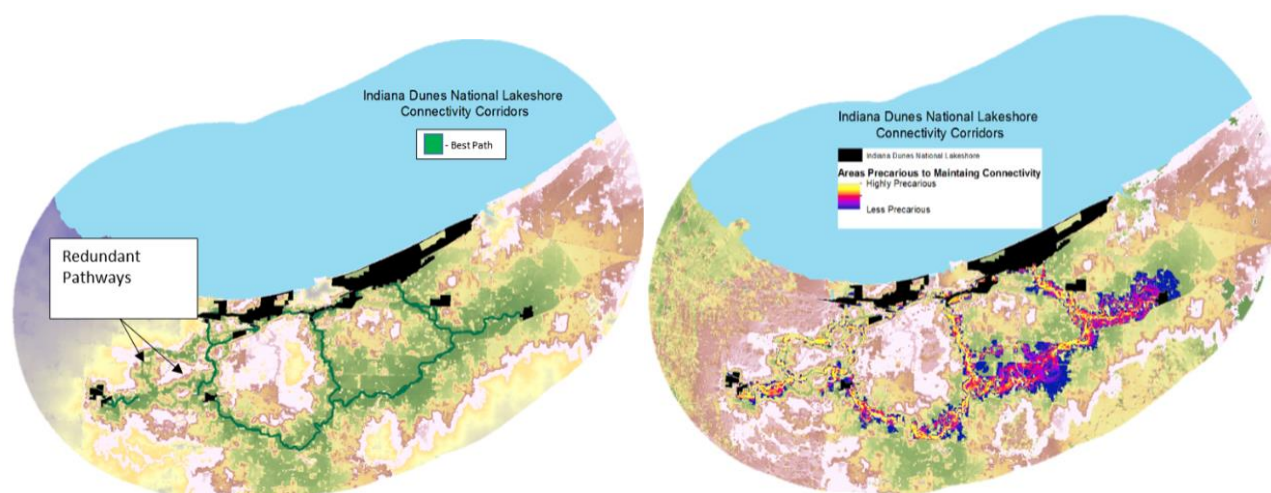 Indiana Dunes National Lakeshore
Connectivity Corridors
- Best Path
Redundant
Pathways
Indiana Dunes National Lakeshore
Connectivity Corridors
Indiana Dunes National Lakeshore
Areas Precarious to Maintaing Connectivity
Highly Precarious
Less Precarious